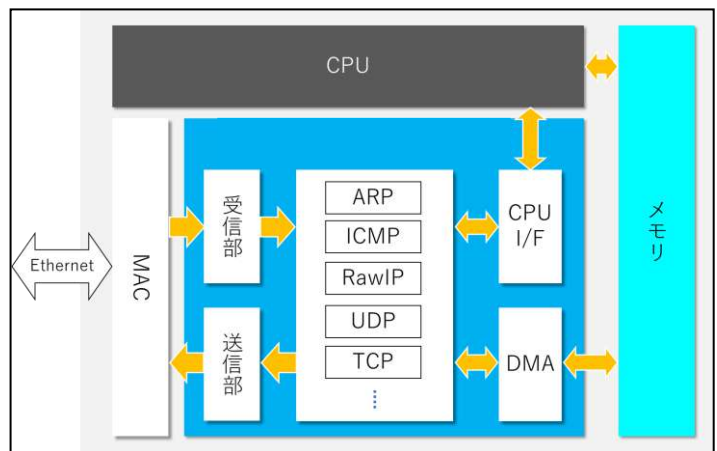 CPU
Ethernet
MAC
受信部
送信部
ARP
ICMP
RawIP
UDP
TCP
CPU
I/F
DMA
メモリ